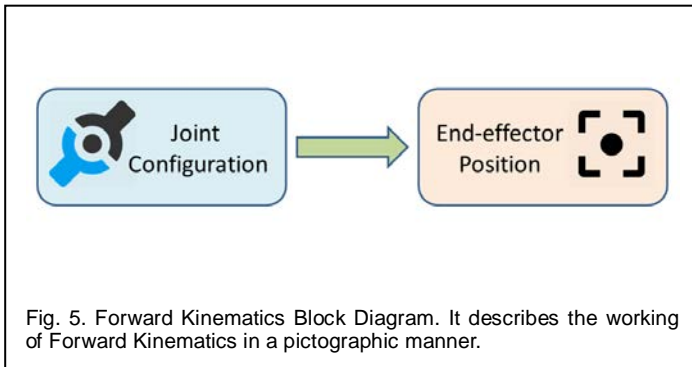 Joint
Configuration
End-effector
Position
Fig. 5. Forward Kinematics Block Diagram. It describes the working
of Forward Kinematics in a pictographic manner.